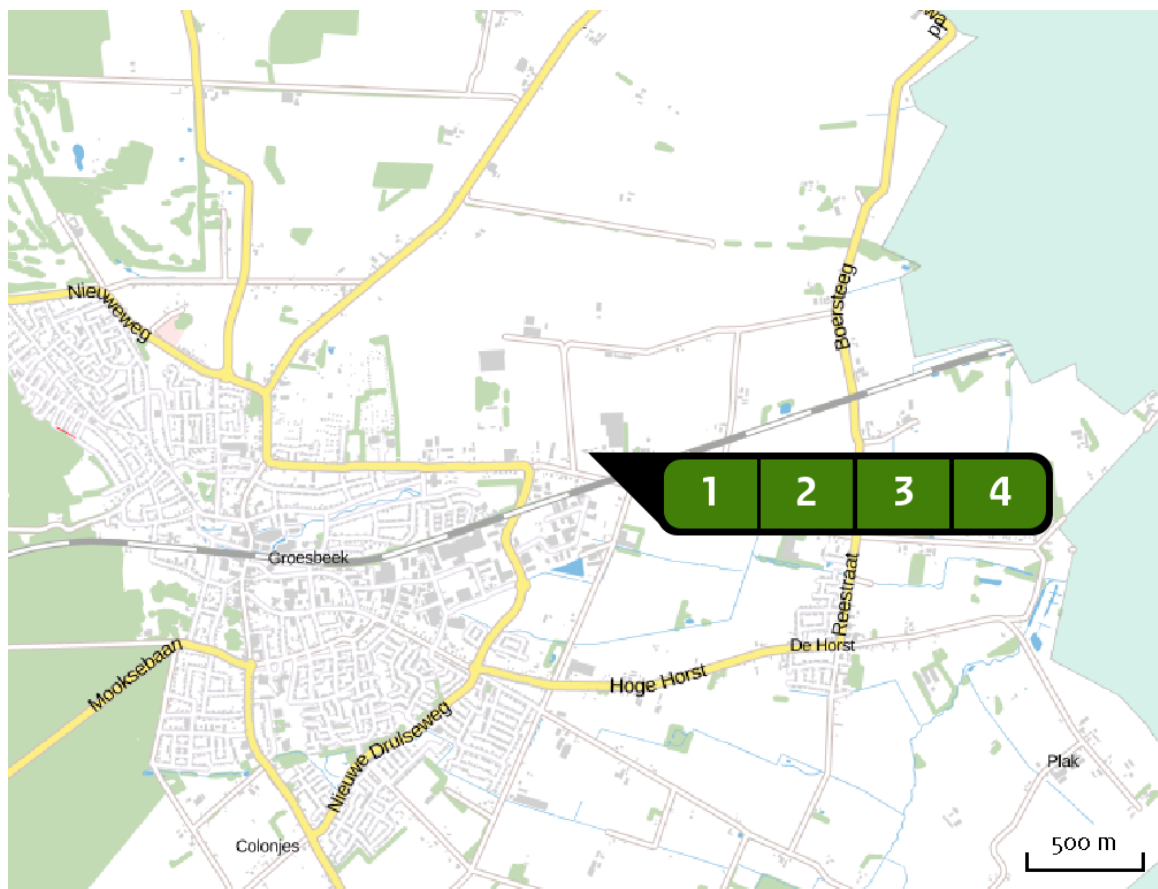 Nieuweweg
Boersteeg
1 2 3 4
Groesbeek
Reestraat
De Horst
Mooksebaan
Hoge Horst
Nieuwe Drulseweg
Plak
Colonjes
500 m